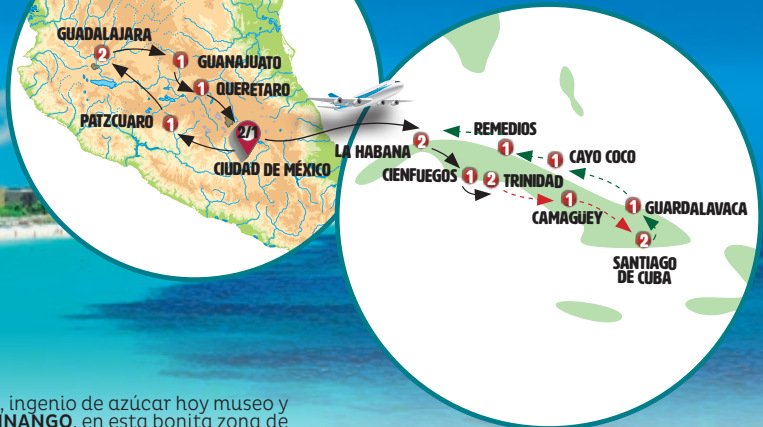 GUADALAJARA
2
1
GUANAJUATO
1
QUERETARO
PATZCUARO
1
2/1
CIUDAD DE MÉXICO
LA HABANA
2
REMEDIOS
1
1
CAYO COCO
CIENFUEGOS
1
2
TRINIDAD
1
CAMAGÜEY
1
GUARDALAVACA
2
SANTIAGO
DE CUBA
, ingenio de azúcar hoy museo y
INANGO, en esta bonita zona de